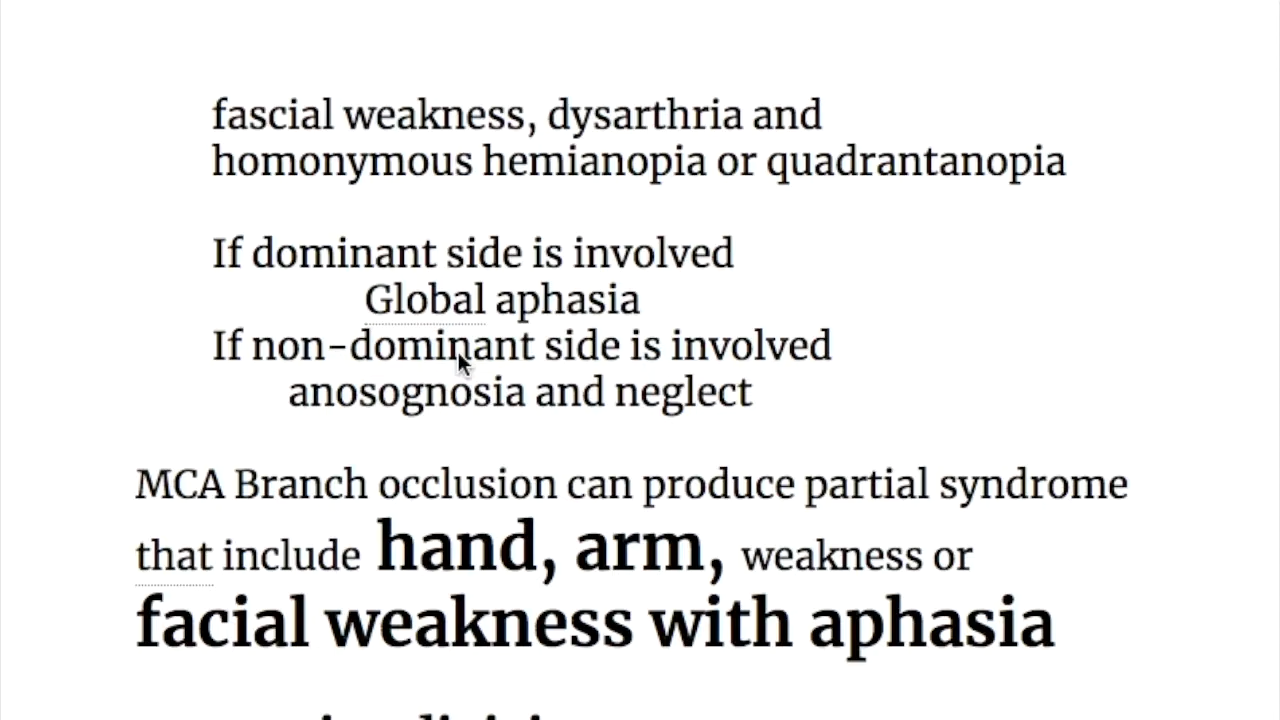 fascial weakness, dysarthria and
homonymous hemianopia or quadrantanopia
If dominant side is involved
Global aphasia
If non-dominant side is involved
anosognosia and neglect
MCA Branch occlusion can produce partial syndrome
that include hand, arm, weakness or
facial weakness with aphasia